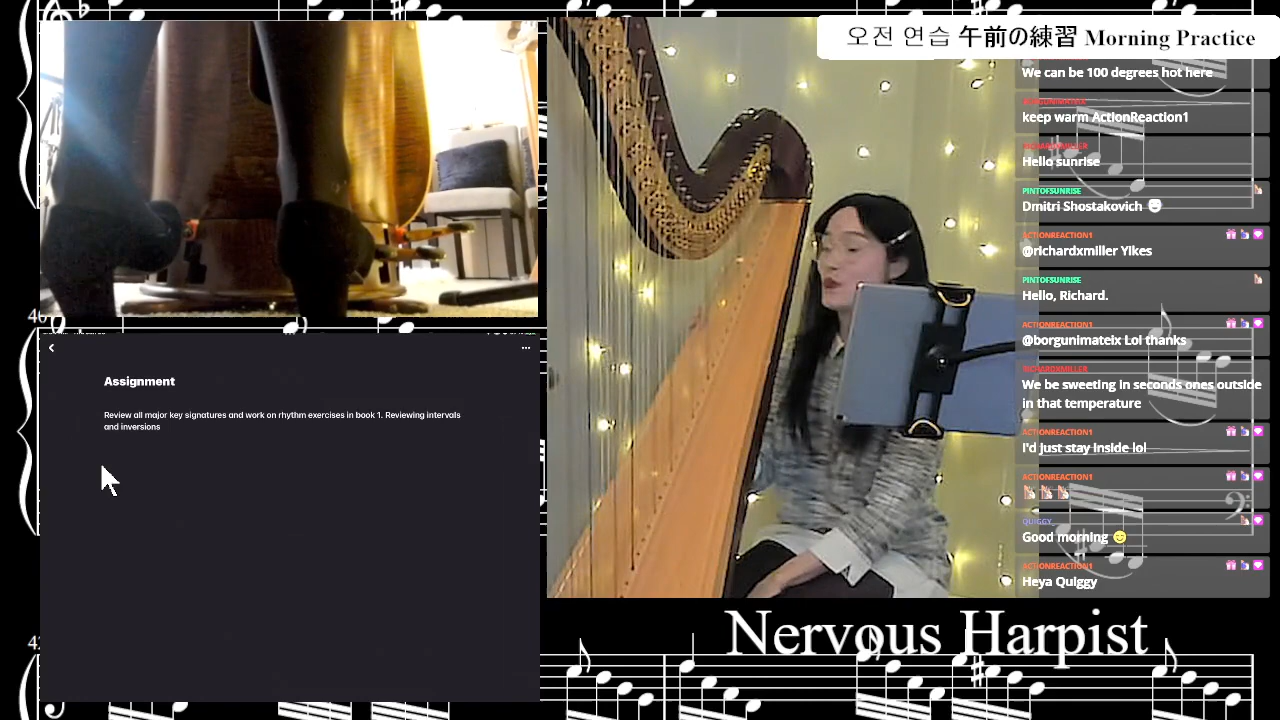 오전 연습 午前の練習 Morning Practice
We can be 100 degrees hot here
BORGUNIMATEIX
keep warm ActionReaction1
RICHARDXMILLER
Hello sunrise
PINTOFSUNRISE
Dmitri Shostakovich
ACTIONREACTION1
@richardxmiller Yikes
PINTOFSUNRISE
Hello, Richard.
ACTIONREACTION1
@borgunimateix Lol thanks
RICHARDXMILLER
We be sweeting in seconds ones outside
in that temperature
ACTIONREACTION1
I'd just stay inside lol
ACTIONREACTION1
QUIGGY
Good morning
ACTIONREACTION1
Heya Quiggy
40
Assignment
Review all major key signatures and work on rhythm exercises in book 1. Reviewing intervals
and inversions
42
Nervous Harpist